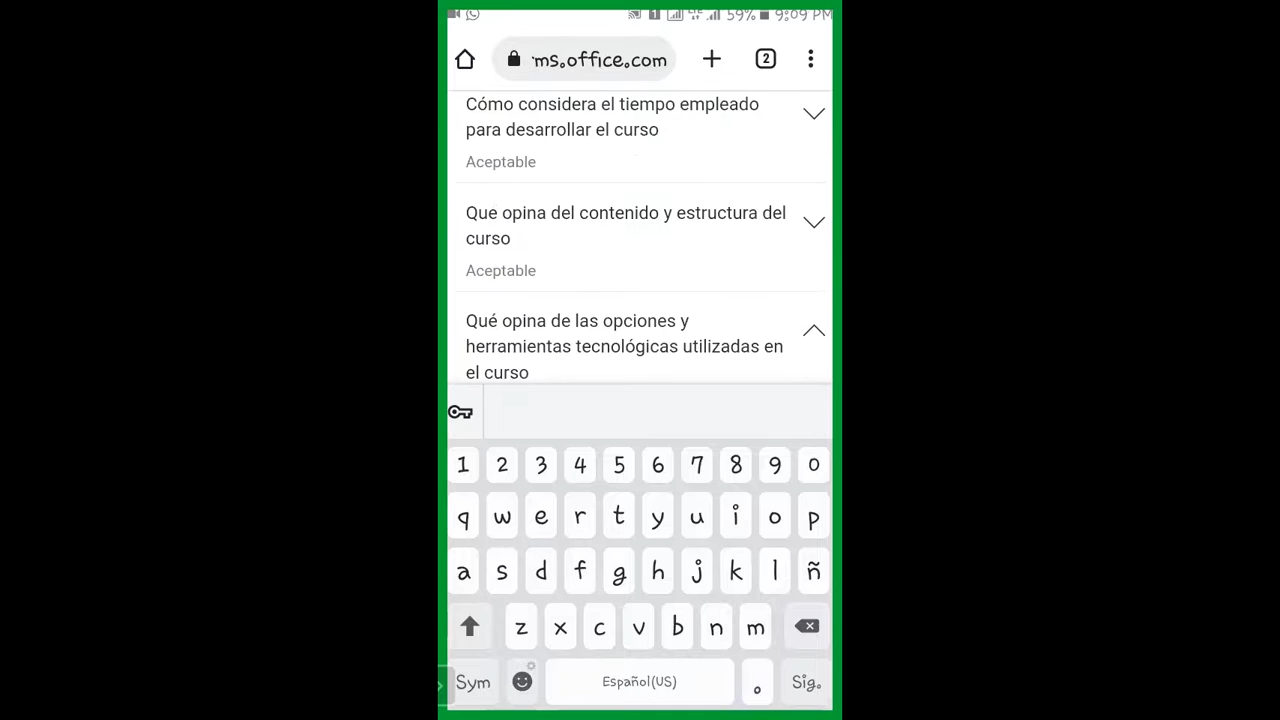 1 LTE 59% 9:09 PM
ms.office.com 2
Cómo considera el tiempo empleado
para desarrollar el curso
Aceptable
Que opina del contenido y estructura del
curso
Aceptable
Qué opina de las opciones y
herramientas tecnológicas utilizadas en
el curso
1 2 3 4 5 6 7 8 9 0
q w e r t y u i o p
a s d f g h j k l ñ
z x c v b n m
Sym Español(US) . Sig.